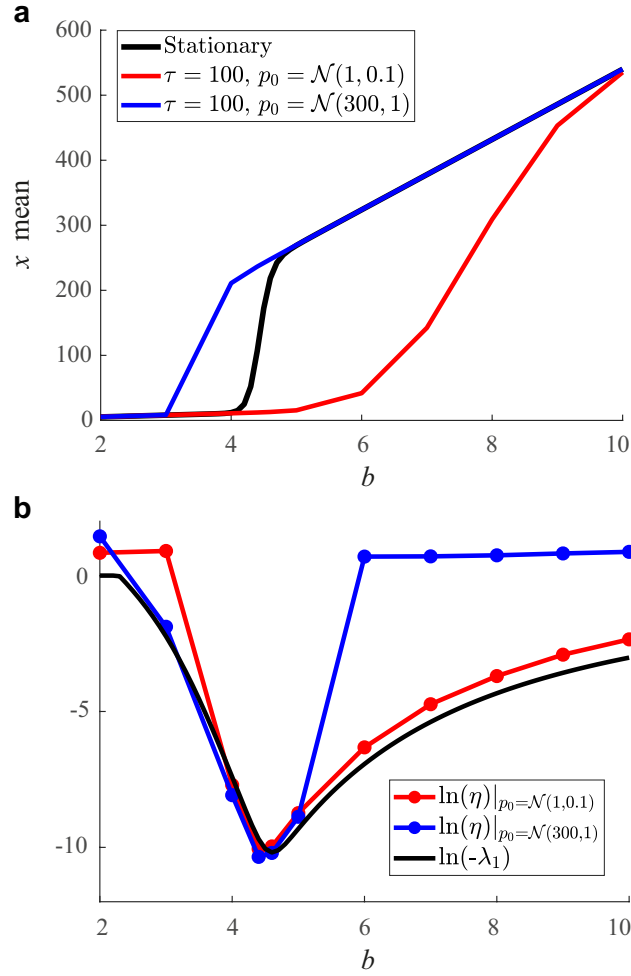 a
600
500
400
300
200
100
0
x mean
Stationary
τ = 100, p₀ = 𝒩(1, 0.1)
τ = 100, p₀ = 𝒩(300, 1)
2 4 6 8 10
b
b
0
-5
-10
ln(η)|p₀=𝒩(1,0.1)
ln(η)|p₀=𝒩(300,1)
ln(-λ₁)
2 4 6 8 10
b